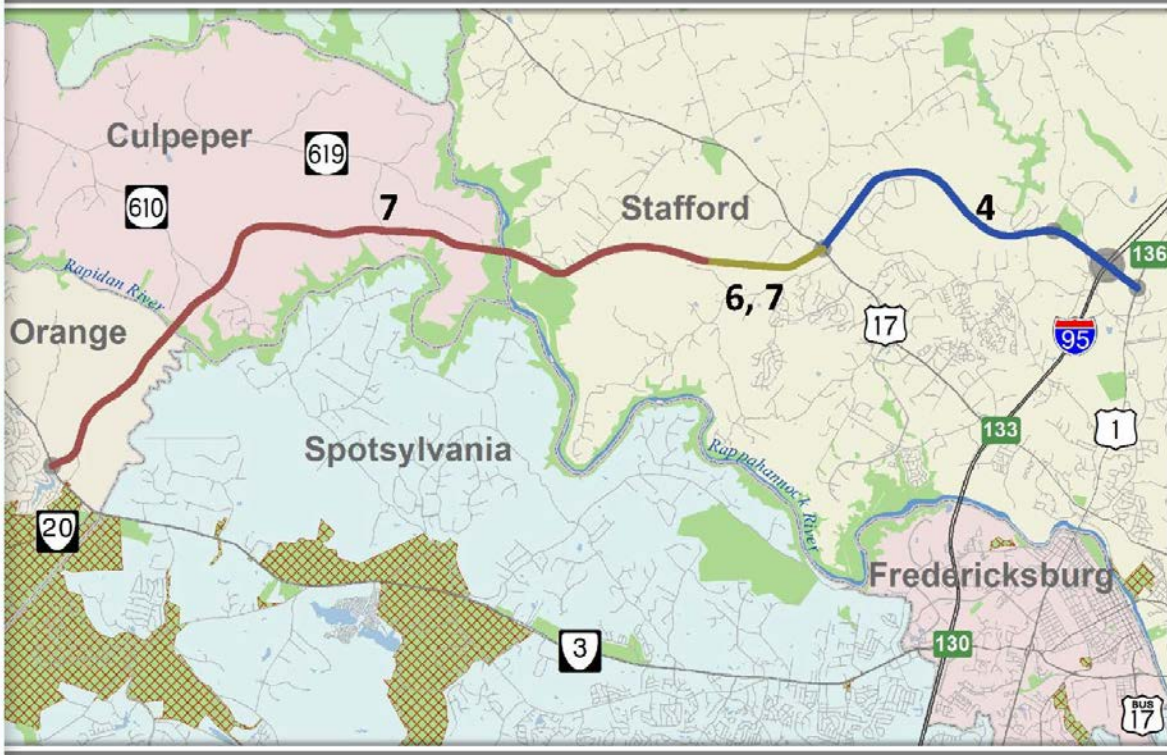 Culpeper
619
610
7
Stafford
4
136
Rapidan River
6, 7
Orange
17
95
1
133
Spotsylvania
Rappahannock River
20
Fredericksburg
3
130
BUS
17